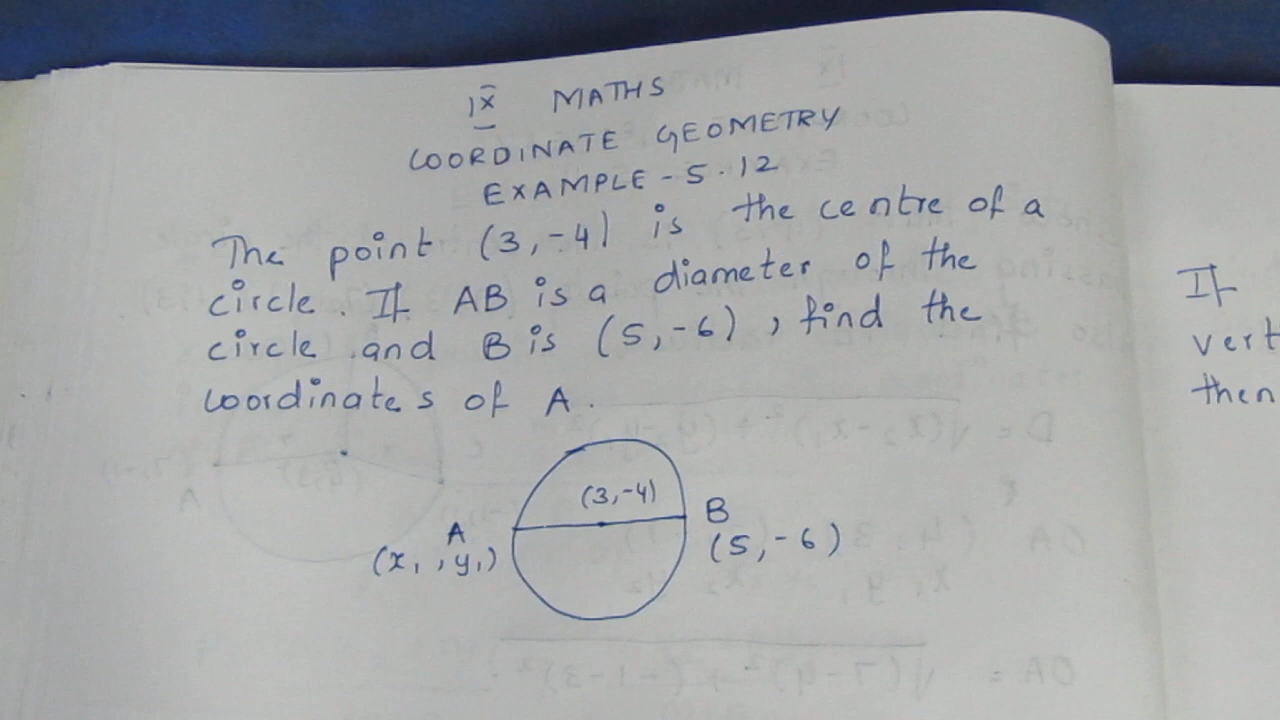 IX MATHS
COORDINATE GEOMETRY
EXAMPLE - 5.12
The point (3,-4) is the centre of a
circle. If AB is a diameter of the
circle and B is (5,-6), find the
coordinates of A.
(3,-4)
A
B
(x₁, y₁)
(5,-6)
If
vert
then